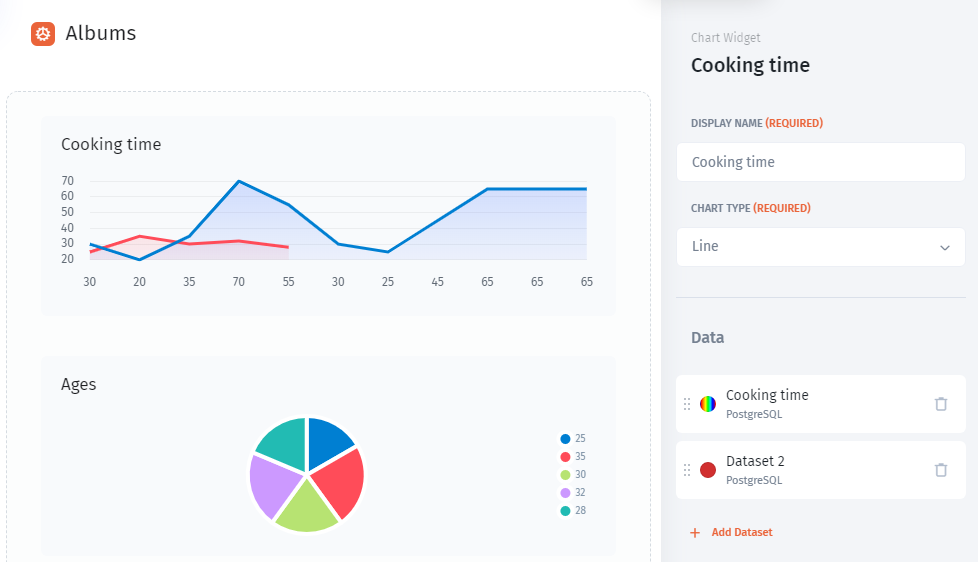 Albums
Cooking time
70
60
50
40
30
20
30 20 35 70 55 30 25 45 65 65 65
Ages
25
35
30
32
28
Chart Widget
Cooking time
DISPLAY NAME (REQUIRED)
Cooking time
CHART TYPE (REQUIRED)
Line
Data
Cooking time
PostgreSQL
Dataset 2
PostgreSQL
+ Add Dataset